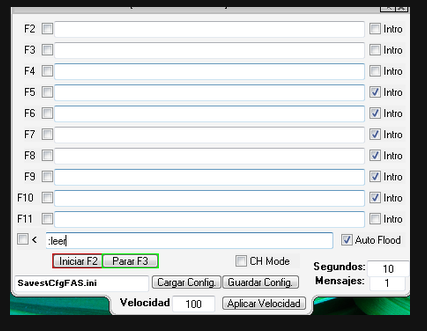 F2 Intro
F3 Intro
F4 Intro
F5 Intro
F6 Intro
F7 Intro
F8 Intro
F9 Intro
F10 Intro
F11 Intro
< :leer Auto Flood
Iniciar F2 Parar F3 CH Mode
Segundos: 10
Saves\CfgFAS.ini Cargar Config. Guardar Config. Mensajes: 1
Velocidad 100 Aplicar Velocidad